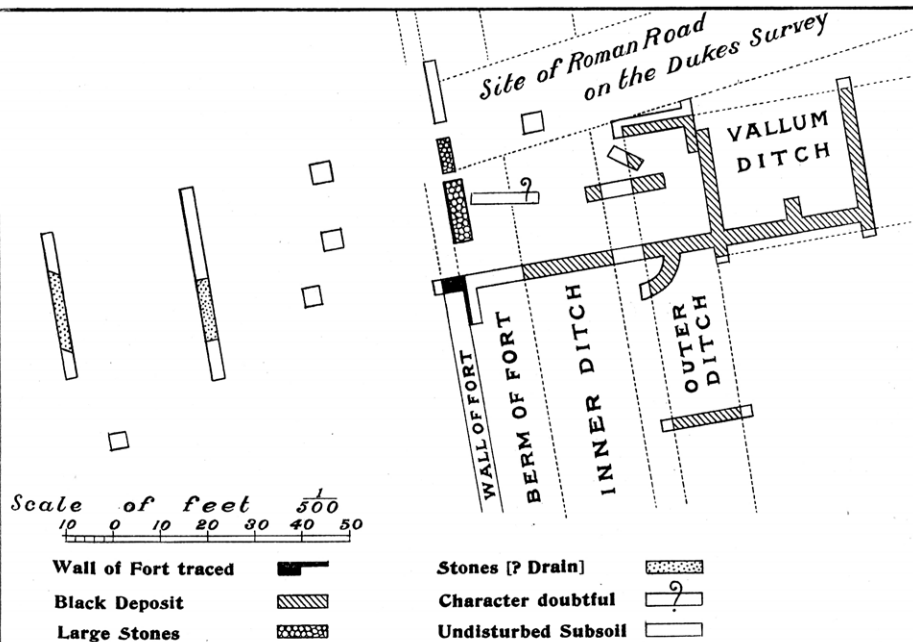 Site of Roman Road
on the Dukes Survey
VALLUM
DITCH
?
WALL OF FORT
BERM OF FORT
INNER DITCH
OUTER
DITCH
Scale of feet 1/500
10 0 10 20 30 40 50
Wall of Fort traced
Black Deposit
Large Stones
Stones [? Drain]
Character doubtful ?
Undisturbed Subsoil